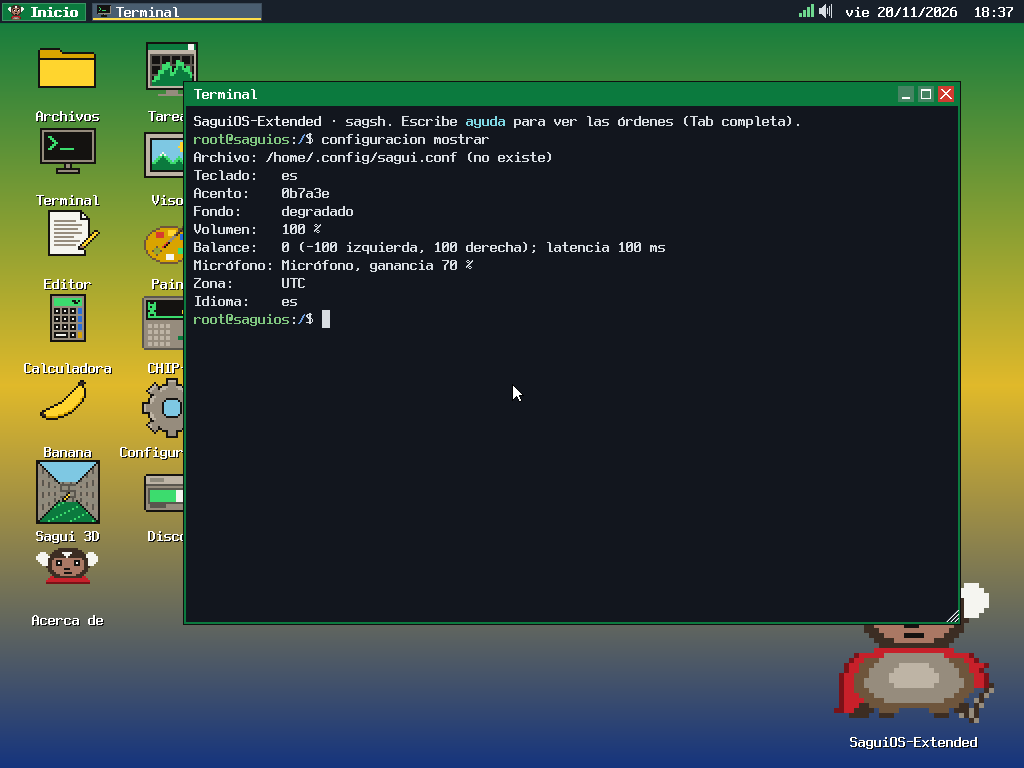 Inicio
Terminal
vie 20/11/2026 18:37
Archivos
Terminal
Editor
Calculadora
Banana
Sagui 3D
Acerca de
Terminal
SaguiOS-Extended · sagsh. Escribe ayuda para ver las órdenes (Tab completa).
root@saguios:/$ configuracion mostrar
Archivo: /home/.config/sagui.conf (no existe)
Teclado: es
Acento: 0b7a3e
Fondo: degradado
Volumen: 100 %
Balance: 0 (-100 izquierda, 100 derecha); latencia 100 ms
Micrófono: Micrófono, ganancia 70 %
Zona: UTC
Idioma: es
root@saguios:/$
SaguiOS-Extended